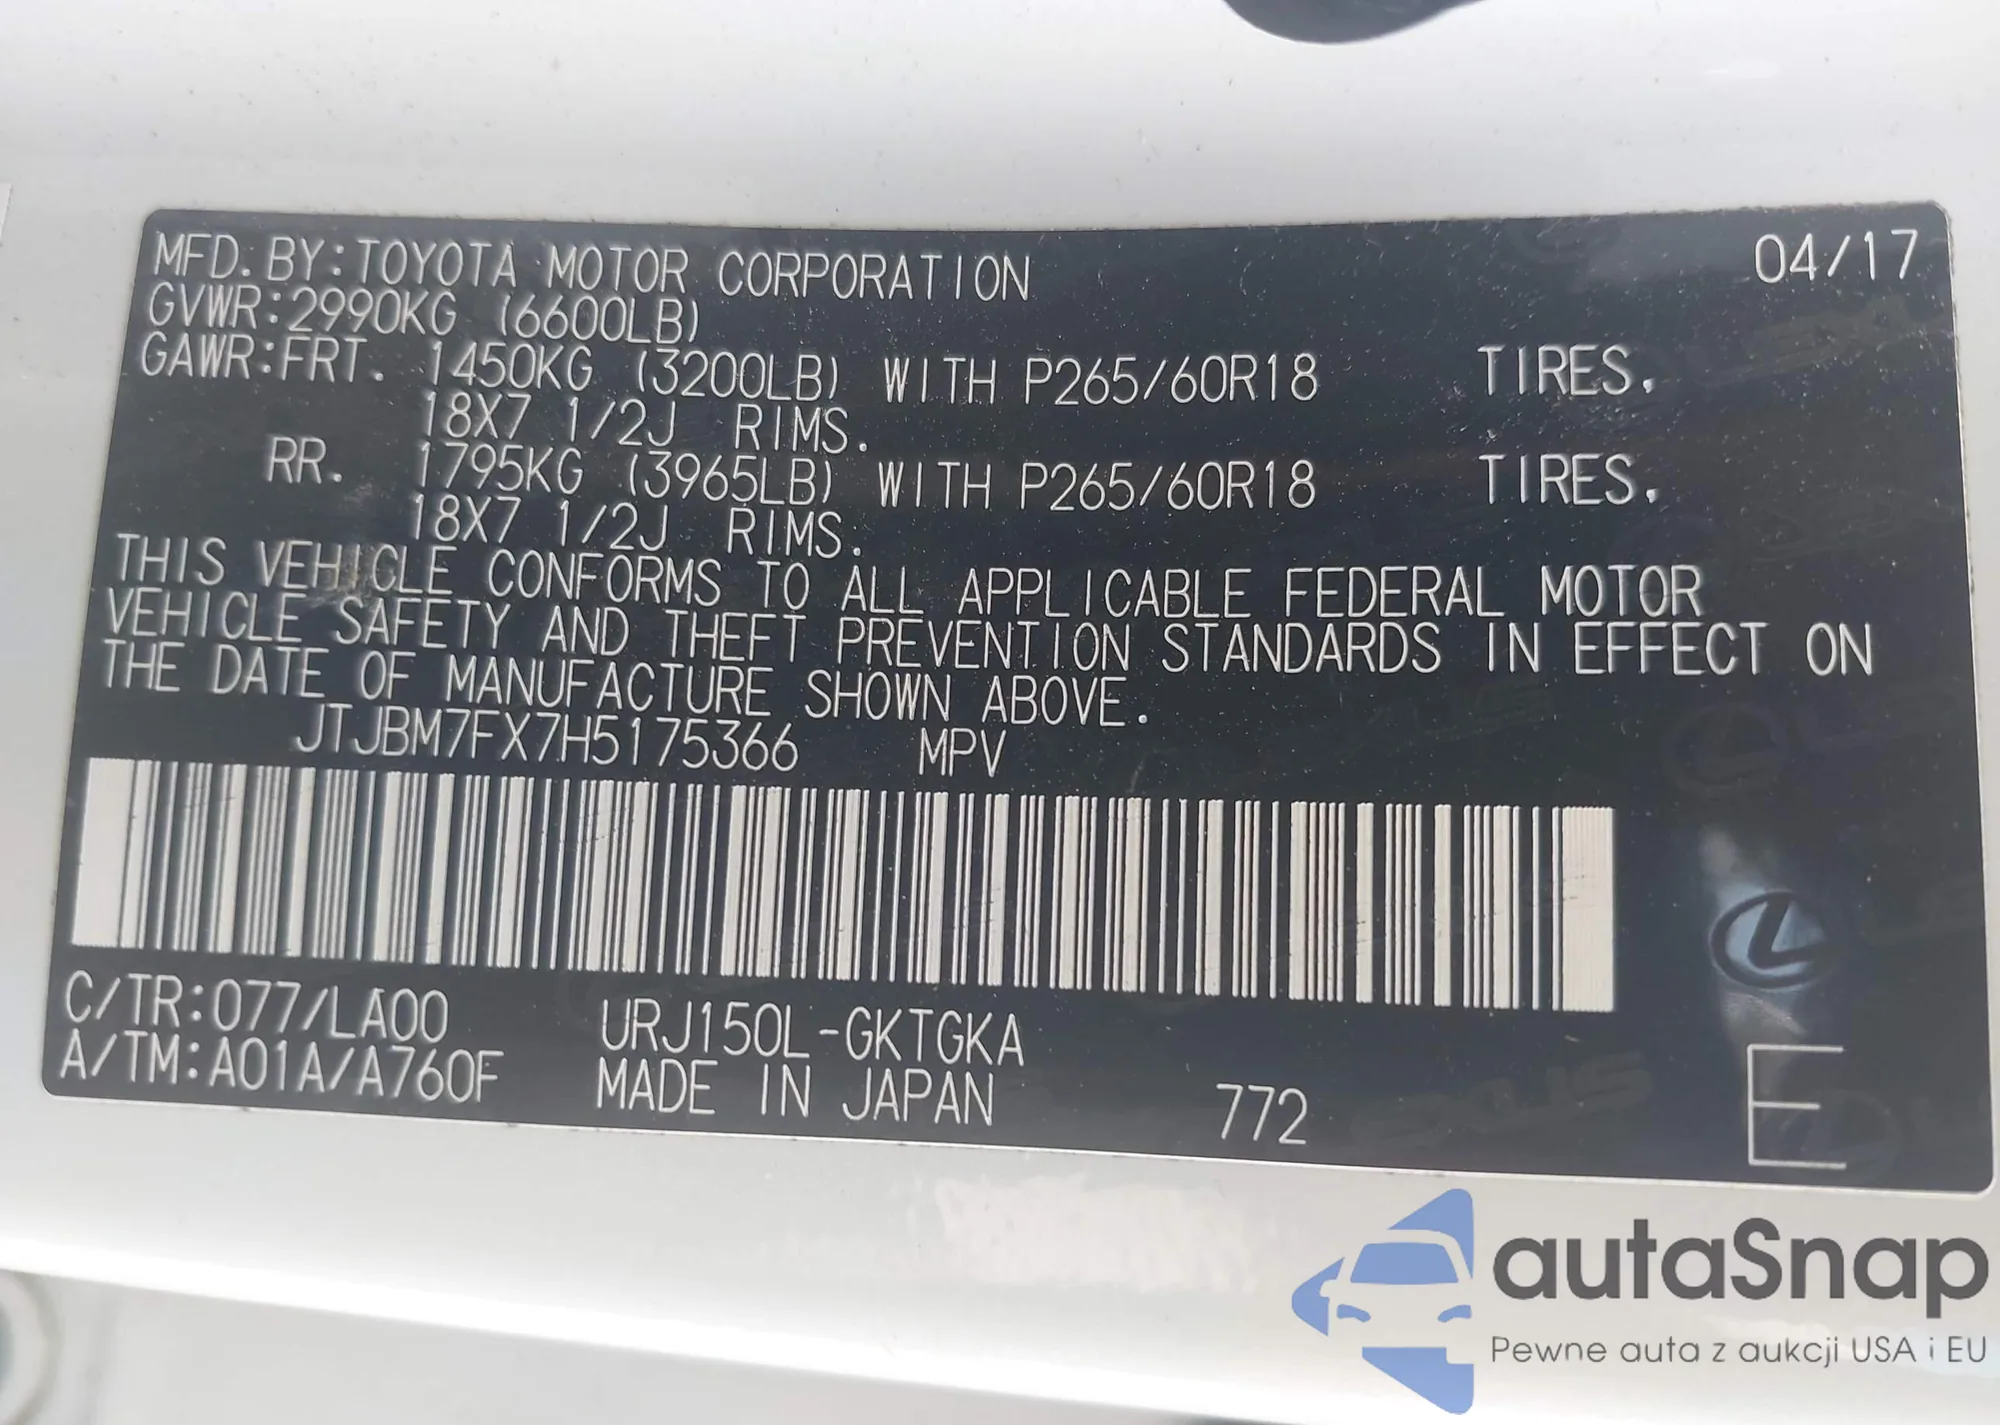 MFD. BY:TOYOTA MOTOR CORPORATION 04/17
GVWR:2990KG (6600LB)
GAWR:FRT. 1450KG (3200LB) WITH P265/60R18 TIRES.
18X7 1/2J RIMS.
RR. 1795KG (3965LB) WITH P265/60R18 TIRES.
18X7 1/2J RIMS.
THIS VEHICLE CONFORMS TO ALL APPLICABLE FEDERAL MOTOR
VEHICLE SAFETY AND THEFT PREVENTION STANDARDS IN EFFECT ON
THE DATE OF MANUFACTURE SHOWN ABOVE.
JTJBM7FX7H5175366 MPV
C/TR:077/LA00 URJ150L-GKTGKA
A/TM:A01A/A760F MADE IN JAPAN 772
E
autaSnap
Pewne auta z aukcji USA i EU